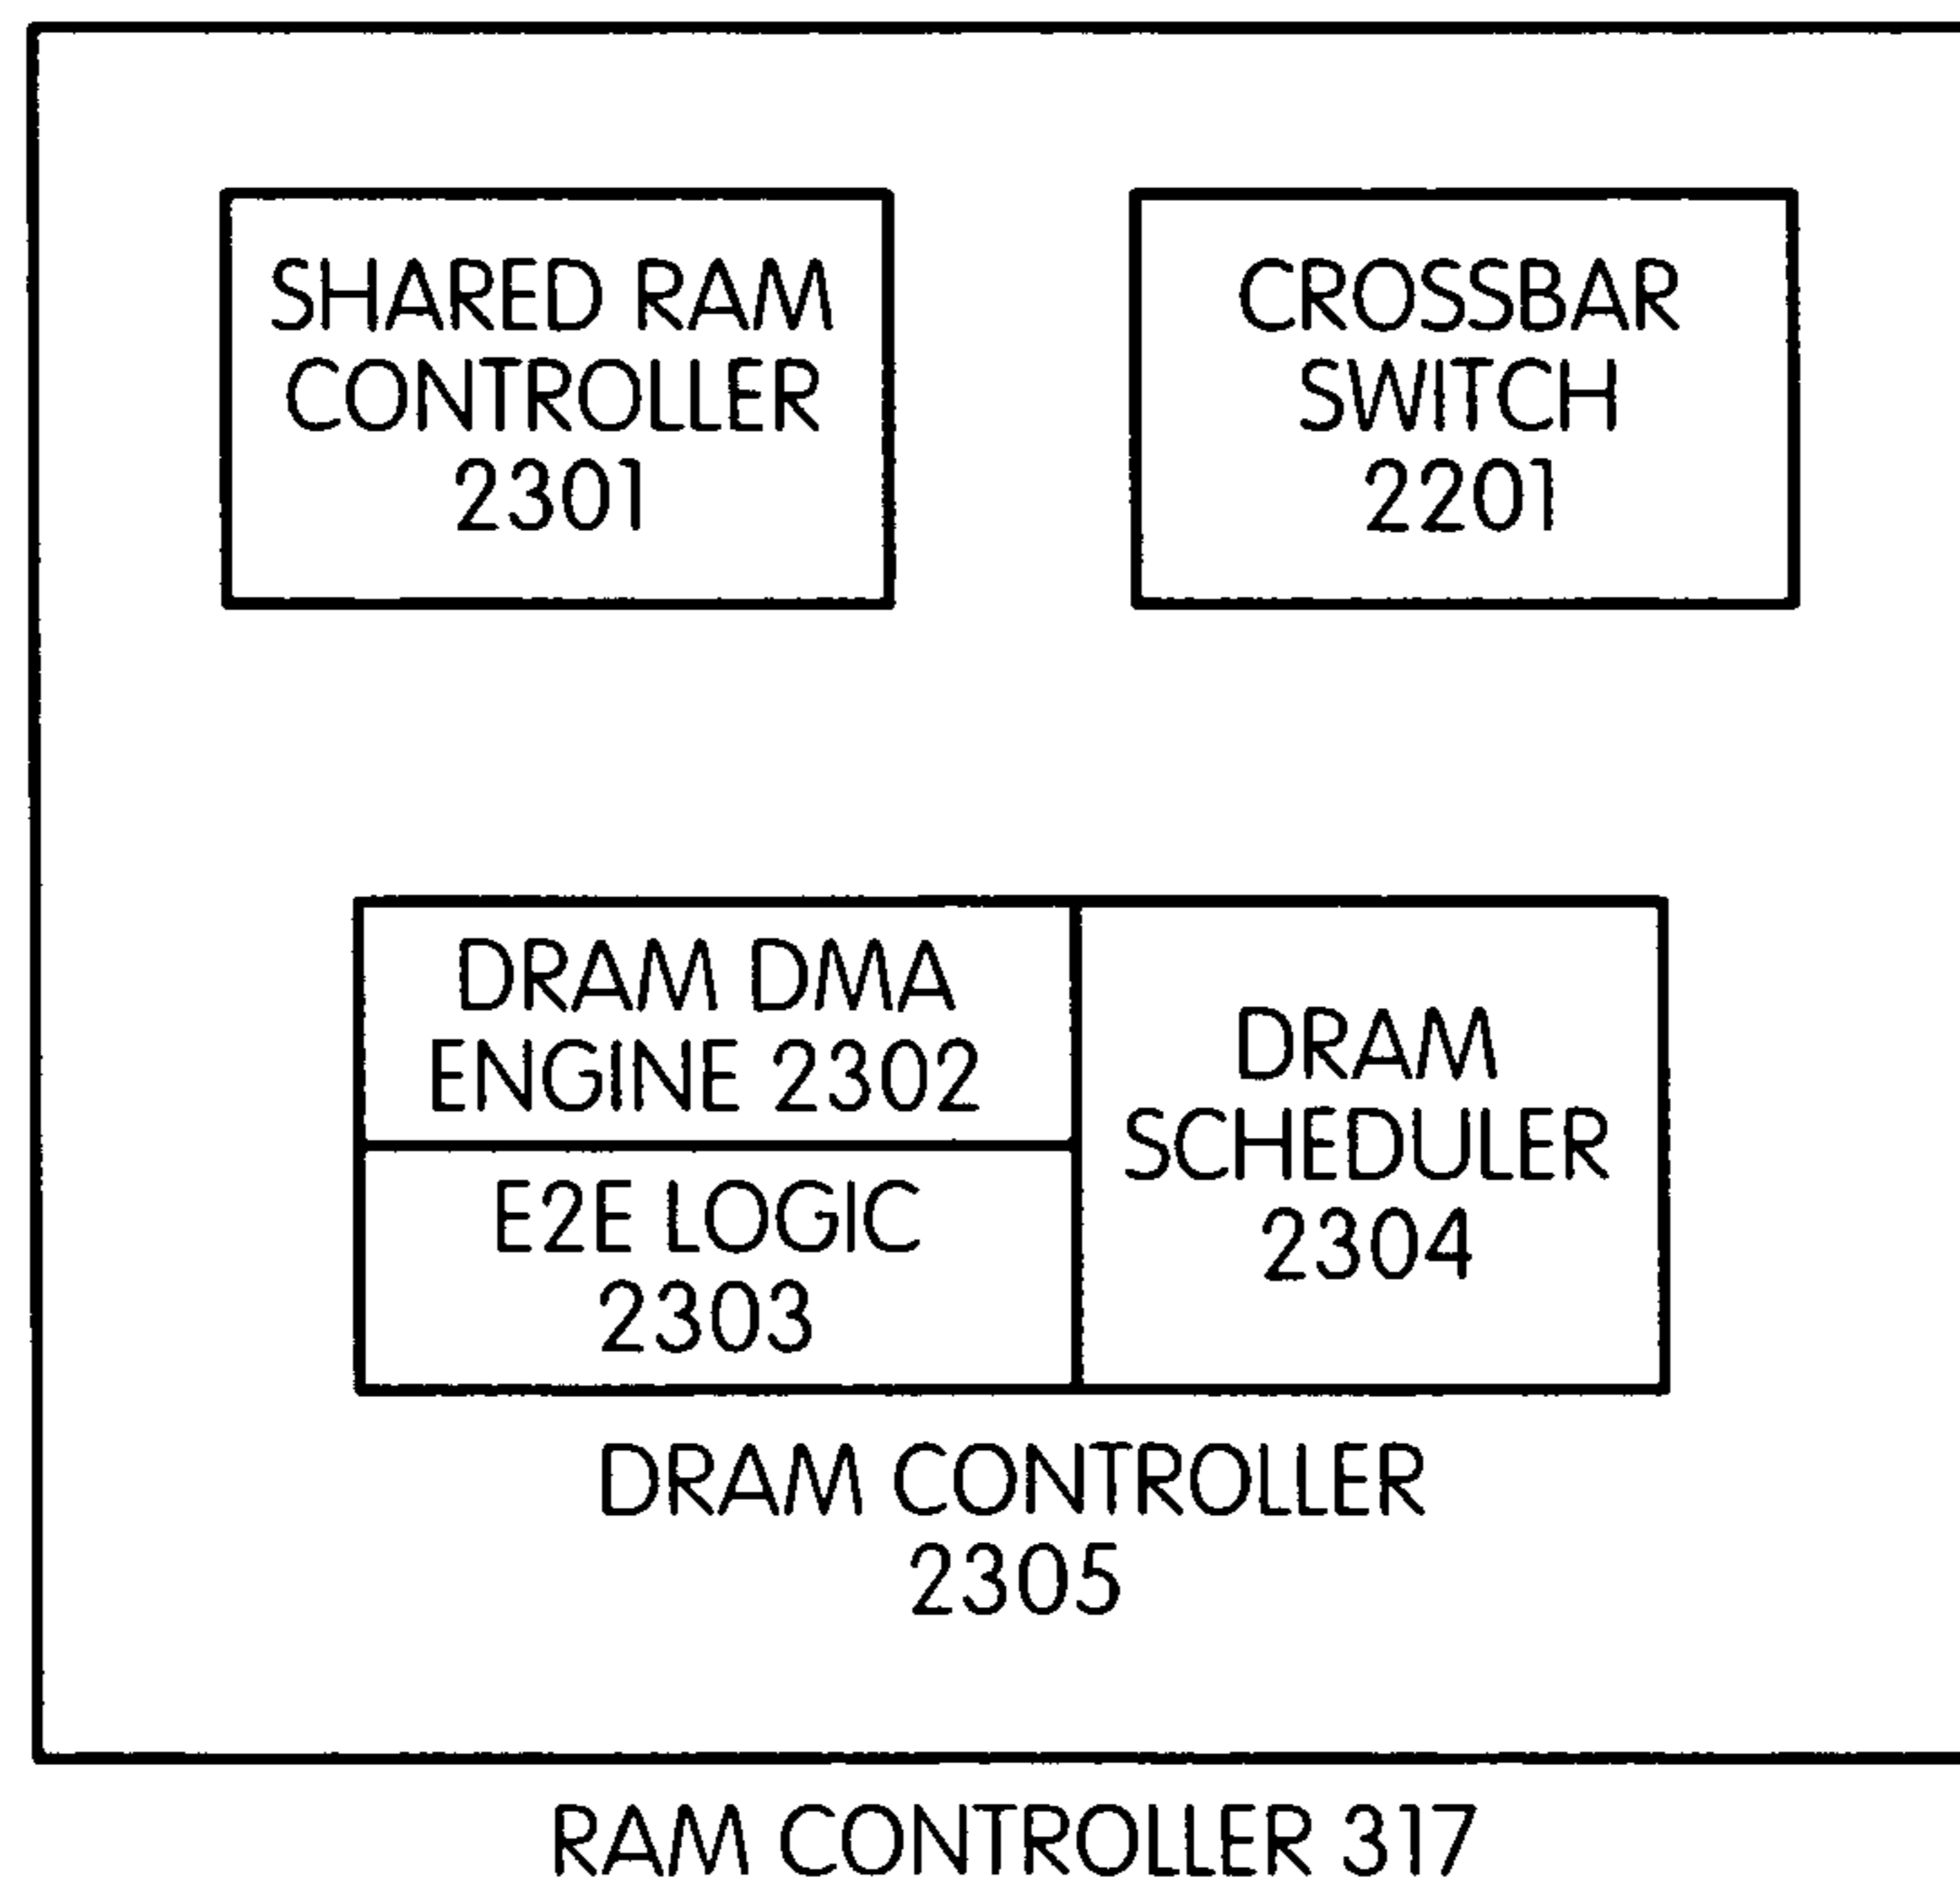 SHARED RAM
CONTROLLER
2301
CROSSBAR
SWITCH
2201
DRAM DMA
ENGINE 2302
E2E LOGIC
2303
DRAM
SCHEDULER
2304
DRAM CONTROLLER
2305
RAM CONTROLLER 317